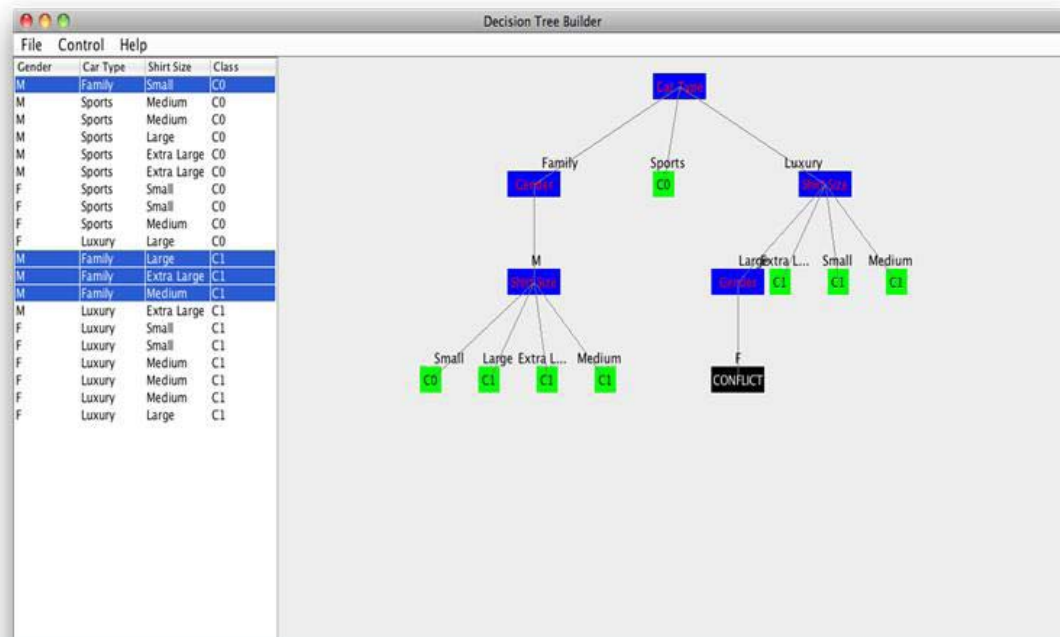 Decision Tree Builder
File Control Help
Gender Car Type Shirt Size Class
M Family Small C0
M Sports Medium C0
M Sports Medium C0
M Sports Large C0
M Sports Extra Large C0
M Sports Extra Large C0
F Sports Small C0
F Sports Small C0
F Sports Medium C0
F Luxury Large C0
M Family Large C1
M Family Extra Large C1
M Family Medium C1
M Luxury Extra Large C1
F Luxury Small C1
F Luxury Small C1
F Luxury Medium C1
F Luxury Medium C1
F Luxury Medium C1
F Luxury Large C1
Car Type
Family Sports Luxury
Gender C0 Shirt Size
M Large Extra L... Small Medium
Shirt Size Gender C1 C1 C1
Small Large Extra L... Medium F
C0 C1 C1 C1 CONFLICT